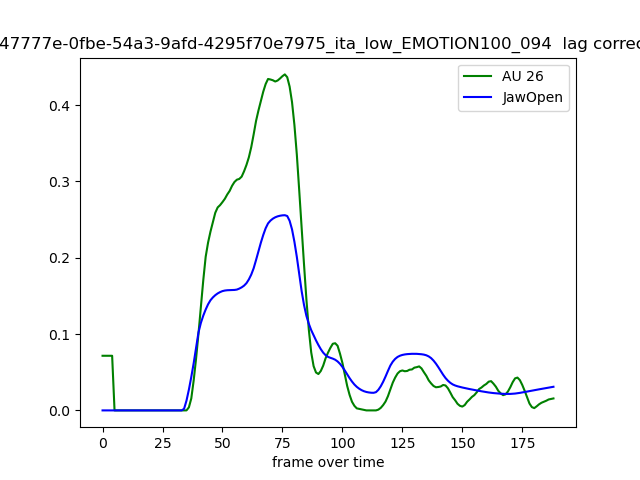 47777e-0fbe-54a3-9afd-4295f70e7975_ita_low_EMOTION100_094 lag correc
AU 26
JawOpen
0.4
0.3
0.2
0.1
0.0
0 25 50 75 100 125 150 175
frame over time